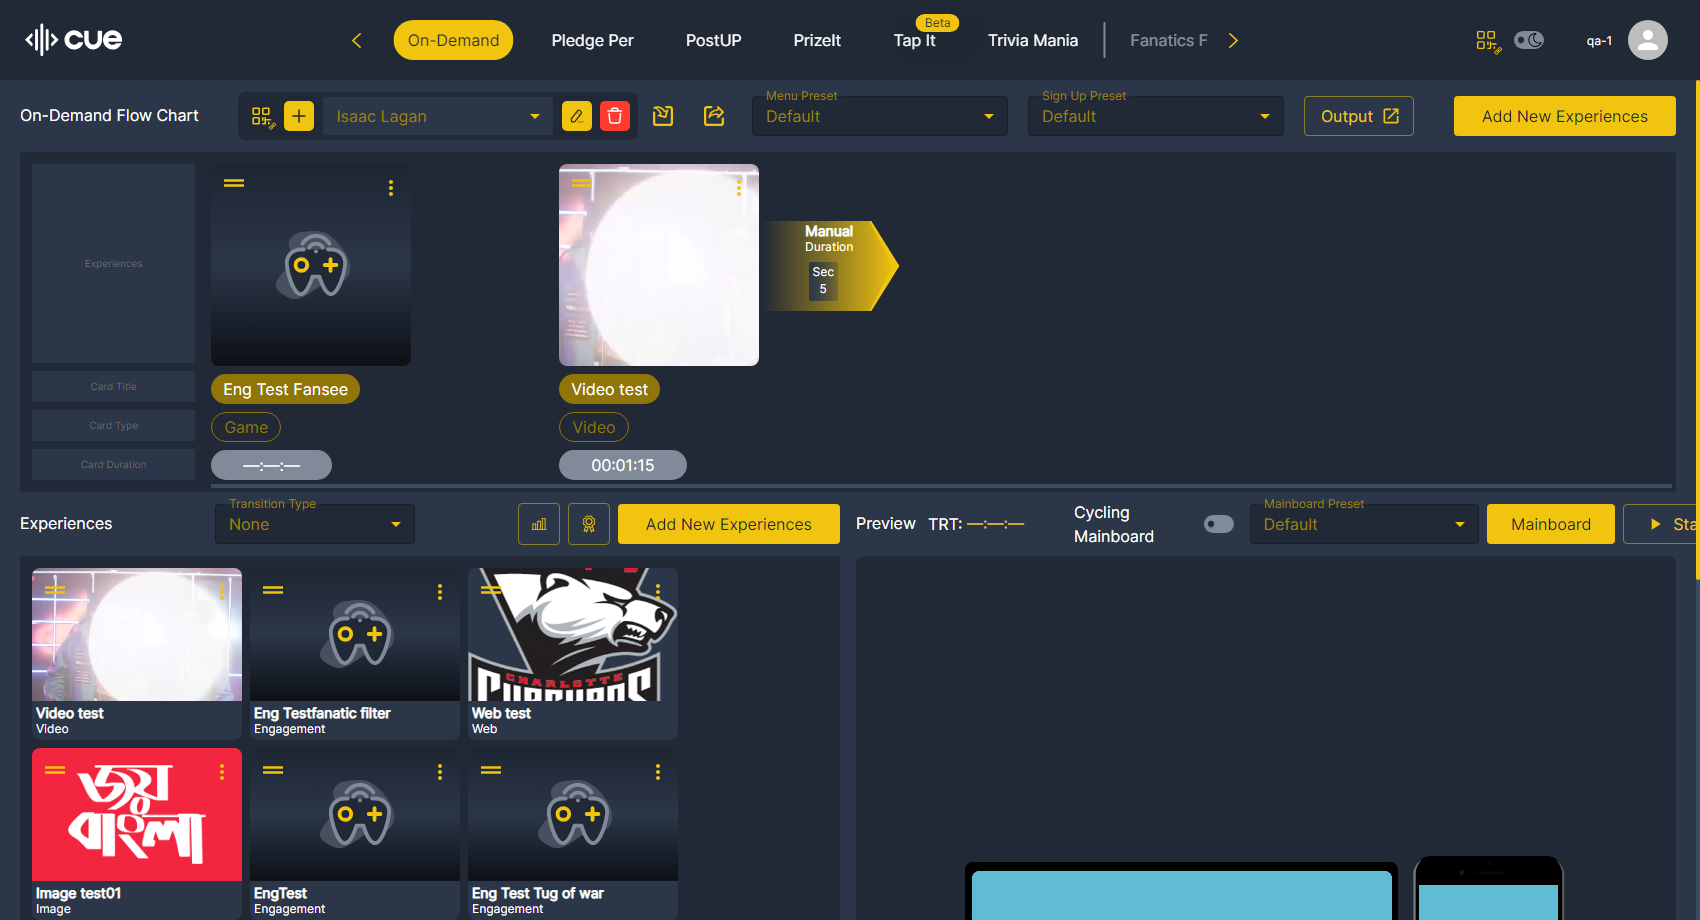 cue
On-Demand
Pledge Per
PostUP
PrizeIt
Beta
Tap It
Trivia Mania
Fanatics F
qa-1
On-Demand Flow Chart
Isaac Lagan
Menu Preset
Default
Sign Up Preset
Default
Output
Add New Experiences
Experiences
Manual
Duration
Sec
5
Card Title
Eng Test Fansee
Video test
Card Type
Game
Video
Card Duration
—:—:—
00:01:15
Experiences
Transition Type
None
Add New Experiences
Preview
TRT: —:—:—
Cycling
Mainboard
Mainboard Preset
Default
Mainboard
Sta
Video test
Video
Eng Testfanatic filter
Engagement
CHARLOTTE
Web test
Web
জয়
বাংলা
Image test01
Image
EngTest
Engagement
Eng Test Tug of war
Engagement